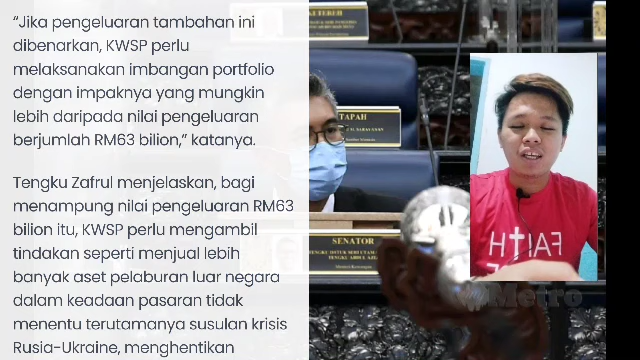 “Jika pengeluaran tambahan ini
dibenarkan, KWSP perlu
melaksanakan imbangan portfolio
dengan impaknya yang mungkin
lebih daripada nilai pengeluaran
berjumlah RM63 bilion,” katanya.
Tengku Zafrul menjelaskan, bagi
menampung nilai pengeluaran RM63
bilion itu, KWSP perlu mengambil
tindakan seperti menjual lebih
banyak aset pelaburan luar negara
dalam keadaan pasaran tidak
menentu terutamanya susulan krisis
Rusia-Ukraine, menghentikan
TAPAH
SENATOR
FAITH
Metro